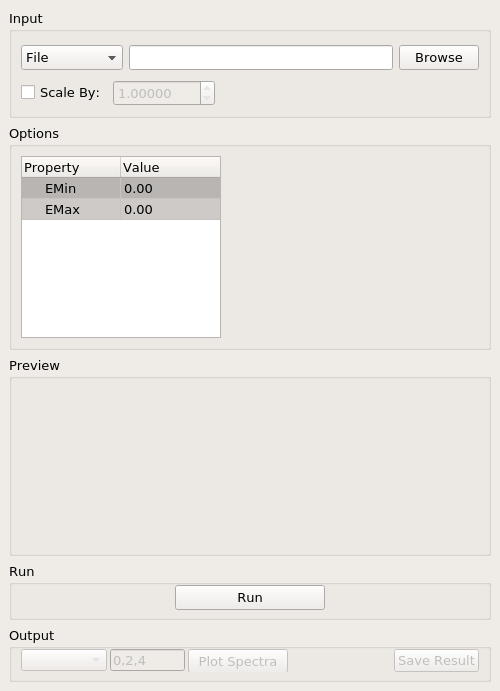 Input
File Browse
Scale By: 1.00000
Options
Property Value
EMin 0.00
EMax 0.00
Preview
Run
Run
Output
0,2,4 Plot Spectra Save Result